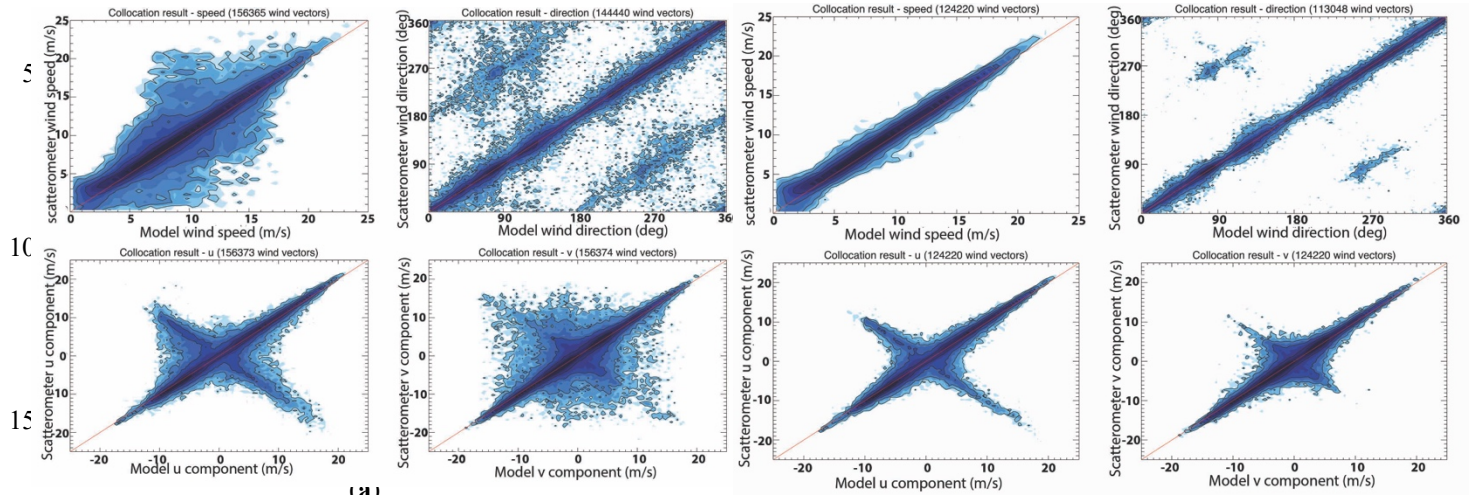 Collocation result - speed (156365 wind vectors)
scatterometer wind speed (m/s)
25
20
15
10
5
0 5 10 15 20 25
Model wind speed (m/s)
Collocation result - direction (144440 wind vectors)
Scatterometer wind direction (deg)
360
270
180
90
0
0 90 180 270 360
Model wind direction (deg)
Collocation result - speed (124220 wind vectors)
scatterometer wind speed (m/s)
25
20
15
10
5
0
0 5 10 15 20 25
Model wind speed (m/s)
Collocation result - direction (113048 wind vectors)
Scatterometer wind direction (deg)
360
270
180
90
0
0 90 180 270 360
Model wind direction (deg)
5
10
15
Collocation result - u (156373 wind vectors)
Scatterometer u component (m/s)
20
10
0
-10
-20
-20 -10 0 10 20
Model u component (m/s)
Collocation result - v (156374 wind vectors)
Scatterometer v component (m/s)
20
10
0
-10
-20
-20 -10 0 10 20
Model v component (m/s)
Collocation result - u (124220 wind vectors)
Scatterometer u component (m/s)
20
10
0
-10
-20
-20 -10 0 10 20
Model u component (m/s)
Collocation result - v (124220 wind vectors)
Scatterometer v component (m/s)
20
10
0
-10
-20
-20 -10 0 10 20
Model v component (m/s)
(a)